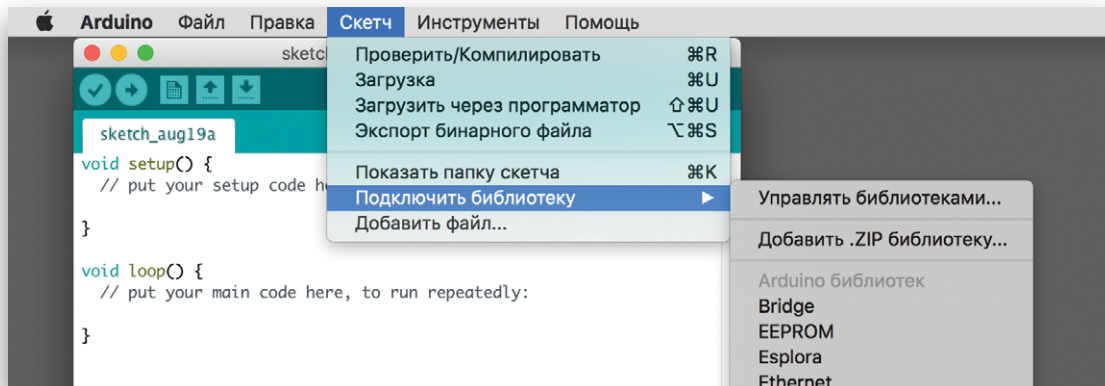 Arduino Файл Правка Скетч Инструменты Помощь
sketc
Проверить/Компилировать ⌘R
Загрузка ⌘U
Загрузить через программатор ⇧⌘U
Экспорт бинарного файла ⌥⌘S
Показать папку скетча ⌘K
Подключить библиотеку ▶
Добавить файл...
sketch_aug19a
void setup() {
// put your setup code he
}
void loop() {
// put your main code here, to run repeatedly:
}
Управлять библиотеками...
Добавить .ZIP библиотеку...
Arduino библиотек
Bridge
EEPROM
Esplora
Ethernet